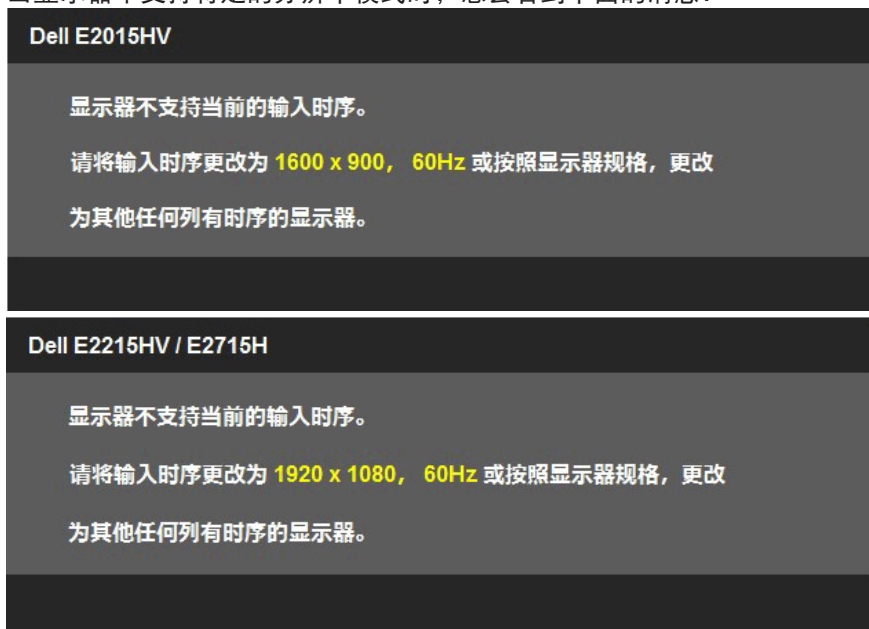 Dell E2015HV
显示器不支持当前的输入时序。
请将输入时序更改为 1600 x 900， 60Hz 或按照显示器规格，更改
为其他任何列有时序的显示器。
Dell E2215HV / E2715H
显示器不支持当前的输入时序。
请将输入时序更改为 1920 x 1080， 60Hz 或按照显示器规格，更改
为其他任何列有时序的显示器。